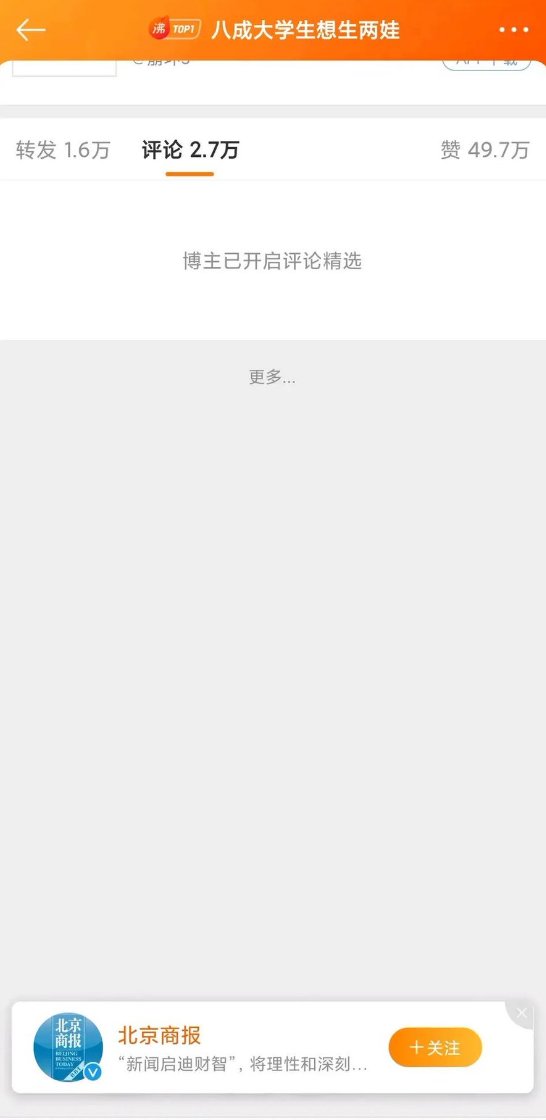 沸 TOP1 八成大学生想生两娃
转发 1.6万 评论 2.7万 赞 49.7万
博主已开启评论精选
更多...
北京商报
BEIJING
BUSINESS
TODAY
北京商报
“新闻启迪财智”，将理性和深刻...
+关注